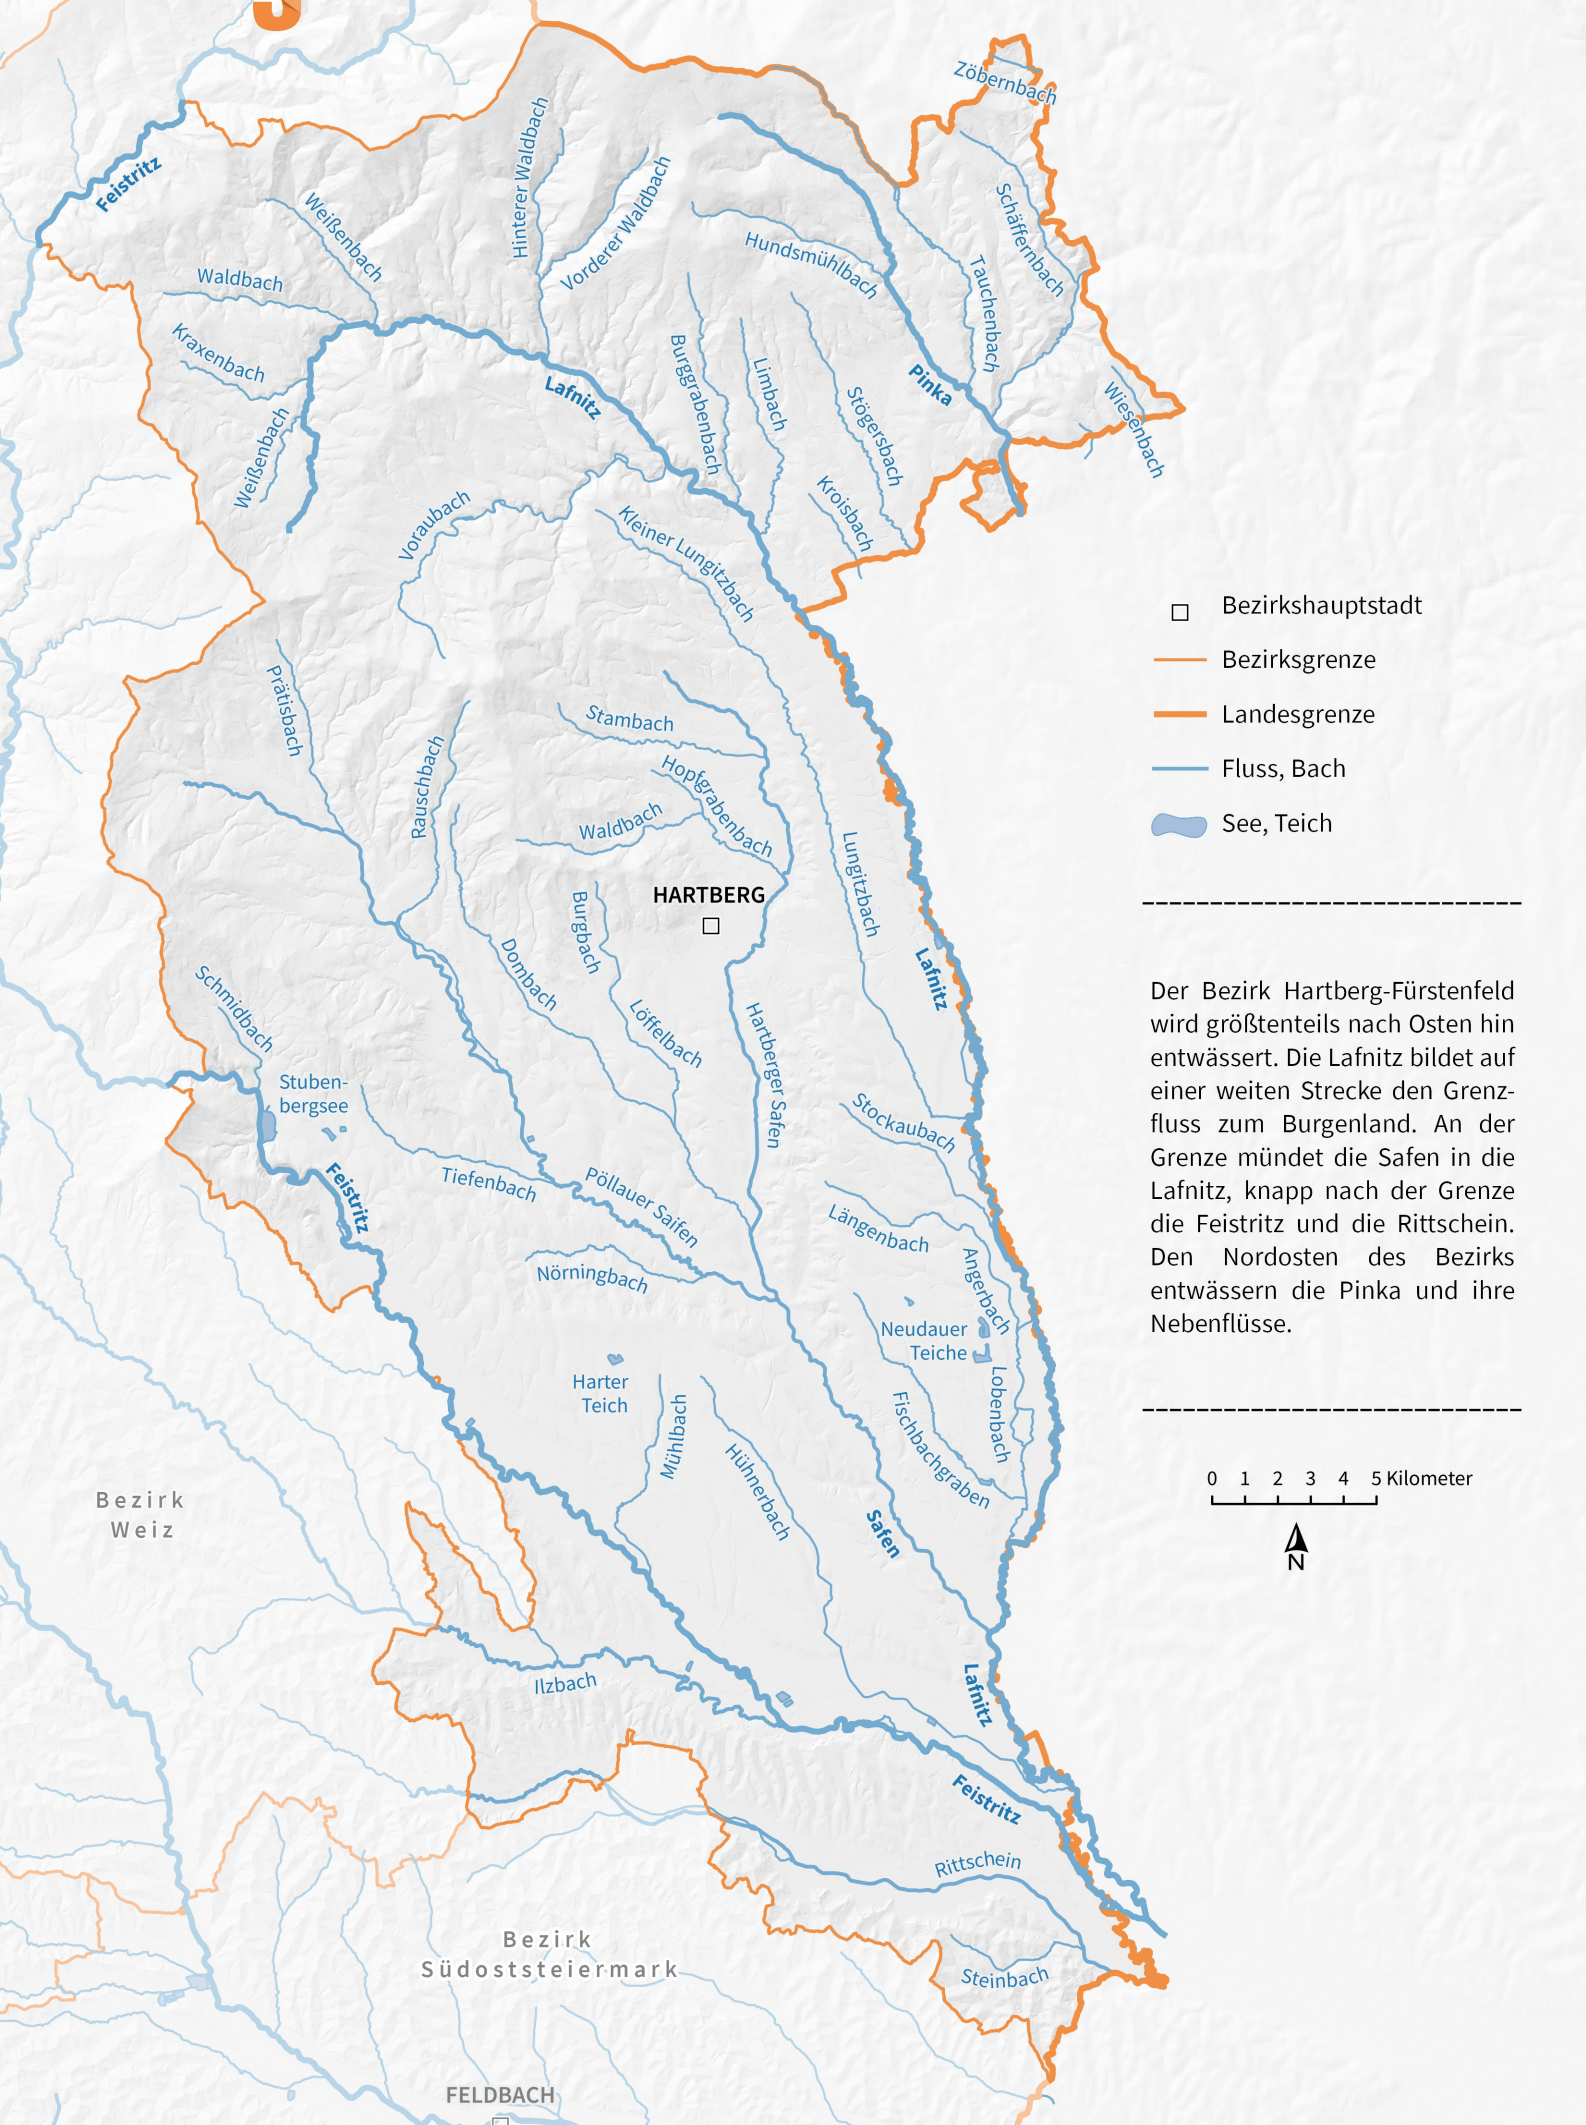 Zöbernbach
Feistritz
Hinterer Waldbach
Vorderer Waldbach
Weißenbach
Schäffernbach
Hundsmühlbach
Tauchenbach
Waldbach
Kraxenbach
Burggrabenbach
Limbach
Pinka
Lafnitz
Stögersbach
Wiesenbach
Weißenbach
Voraubach
Kroisbach
Kleiner Lungitzbach
Bezirkshauptstadt
Bezirksgrenze
Landesgrenze
Fluss, Bach
See, Teich
Prätisbach
Stambach
Rauschbach
Hopfgrabenbach
Waldbach
Lungitzbach
HARTBERG
Burgbach
Dombach
Lafnitz
Schmidbach
Löffelbach
Hartberger Safen
Der Bezirk Hartberg-Fürstenfeld
wird größtenteils nach Osten hin
entwässert. Die Lafnitz bildet auf
einer weiten Strecke den Grenz-
fluss zum Burgenland. An der
Grenze mündet die Safen in die
Lafnitz, knapp nach der Grenze
die Feistritz und die Rittschein.
Den Nordosten des Bezirks
entwässern die Pinka und ihre
Nebenflüsse.
Stuben-
bergsee
Stockaubach
Feistritz
Tiefenbach
Pöllauer Saifen
Längenbach
Nörningbach
Angerbach
Neudauer
Teiche
Harter
Teich
Lobenbach
Mühlbach
Hühnerbach
Fischbachgraben
Safen
0 1 2 3 4 5 Kilometer
N
Bezirk
Weiz
Ilzbach
Lafnitz
Feistritz
Rittschein
Bezirk
Südoststeiermark
Steinbach
FELDBACH